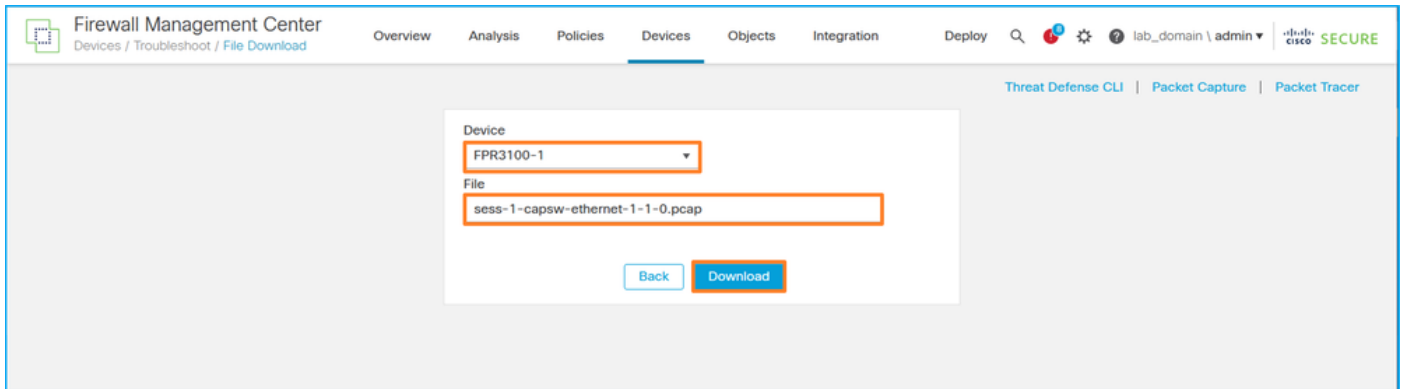 Firewall Management Center
Devices / Troubleshoot / File Download
Overview Analysis Policies Devices Objects Integration Deploy lab_domain \ admin cisco SECURE
Threat Defense CLI | Packet Capture | Packet Tracer
Device
FPR3100-1
File
sess-1-capsw-ethernet-1-1-0.pcap
Back Download